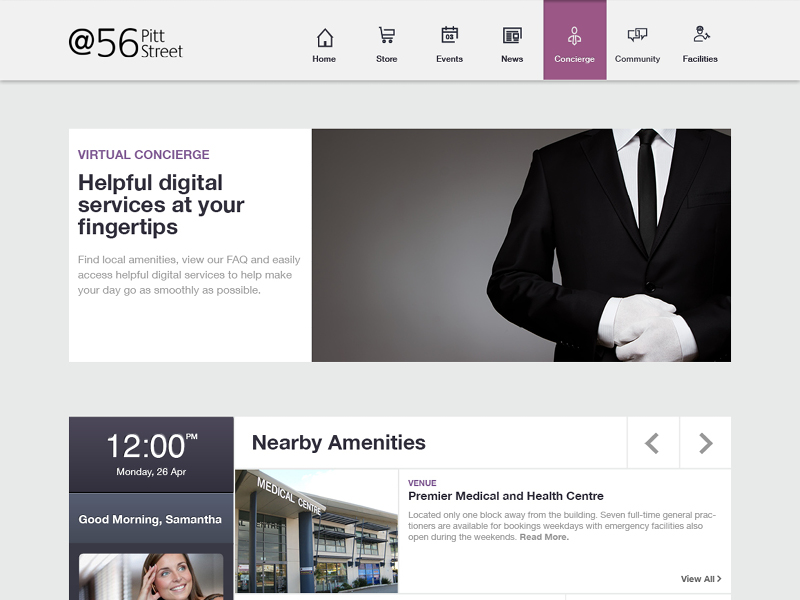 @56 Pitt
Street
Home
Store
03
Events
News
Concierge
Community
Facilities
VIRTUAL CONCIERGE
Helpful digital
services at your
fingertips
Find local amenities, view our FAQ and easily
access helpful digital services to help make
your day go as smoothly as possible.
12:00PM
Monday, 26 Apr
Good Morning, Samantha
Nearby Amenities
MEDICAL CENTRE
VENUE
Premier Medical and Health Centre
Located only one block away from the building. Seven full-time general prac-
tioners are available for bookings weekdays with emergency facilities also
open during the weekends. Read More.
View All